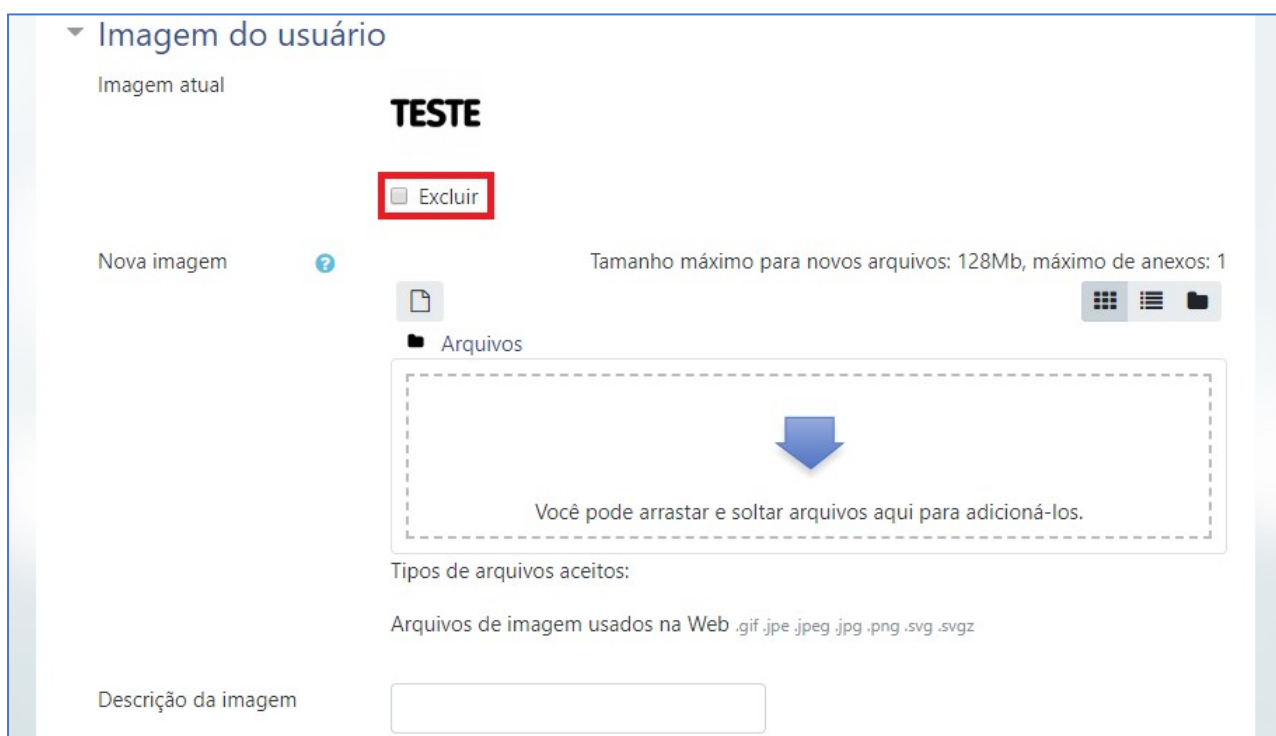 Imagem do usuário
Imagem atual
TESTE
Excluir
Nova imagem
Tamanho máximo para novos arquivos: 128Mb, máximo de anexos: 1
Arquivos
Você pode arrastar e soltar arquivos aqui para adicioná-los.
Tipos de arquivos aceitos:
Arquivos de imagem usados na Web .gif .jpe .jpeg .jpg .png .svg .svgz
Descrição da imagem